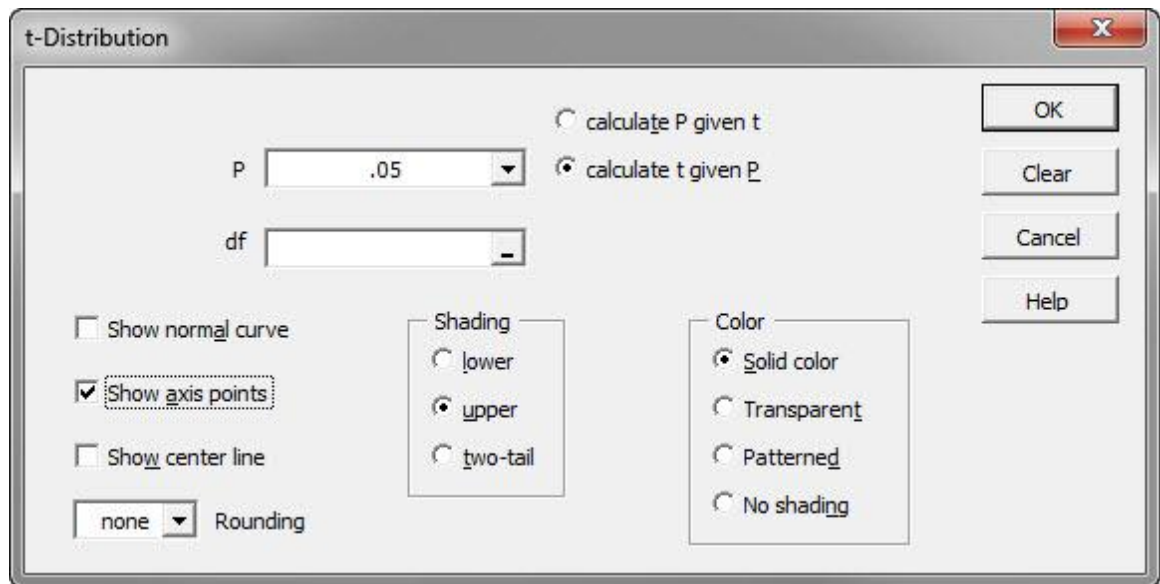 t-Distribution
calculate P given t
OK
P .05 calculate t given P
Clear
df
Cancel
Help
Show normal curve
Shading
Color
lower
Solid color
Show axis points
upper
Transparent
Show center line
two-tail
Patterned
No shading
none Rounding